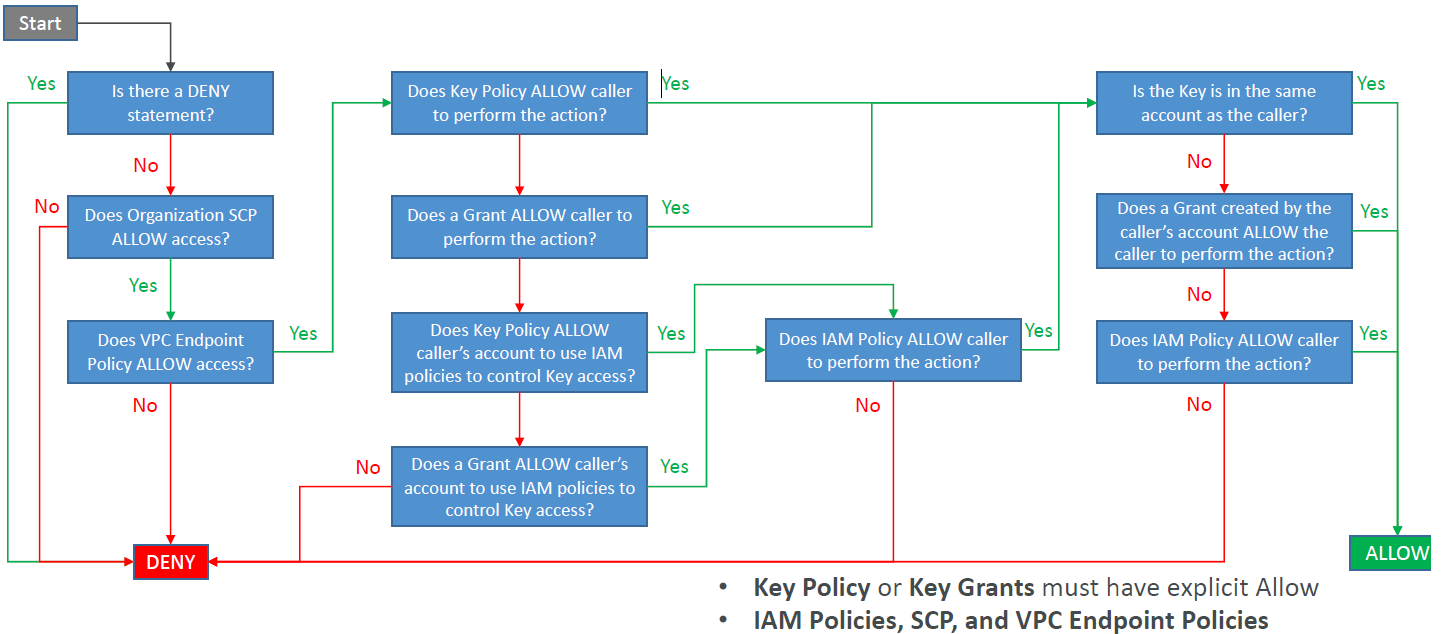 Start
Yes
Is there a DENY
statement?
No
No
Does Organization SCP
ALLOW access?
Yes
Does VPC Endpoint
Policy ALLOW access?
Yes
No
DENY
Does Key Policy ALLOW caller
to perform the action?
Yes
Does a Grant ALLOW caller to
perform the action?
Yes
Does Key Policy ALLOW
caller’s account to use IAM
policies to control Key access?
Yes
No
Does a Grant ALLOW caller’s
account to use IAM policies to
control Key access?
Yes
Does IAM Policy ALLOW caller
to perform the action?
Yes
No
Is the Key is in the same
account as the caller?
Yes
No
Does a Grant created by the
caller’s account ALLOW the
caller to perform the action?
Yes
No
Does IAM Policy ALLOW caller
to perform the action?
Yes
No
ALLOW
• Key Policy or Key Grants must have explicit Allow
• IAM Policies, SCP, and VPC Endpoint Policies